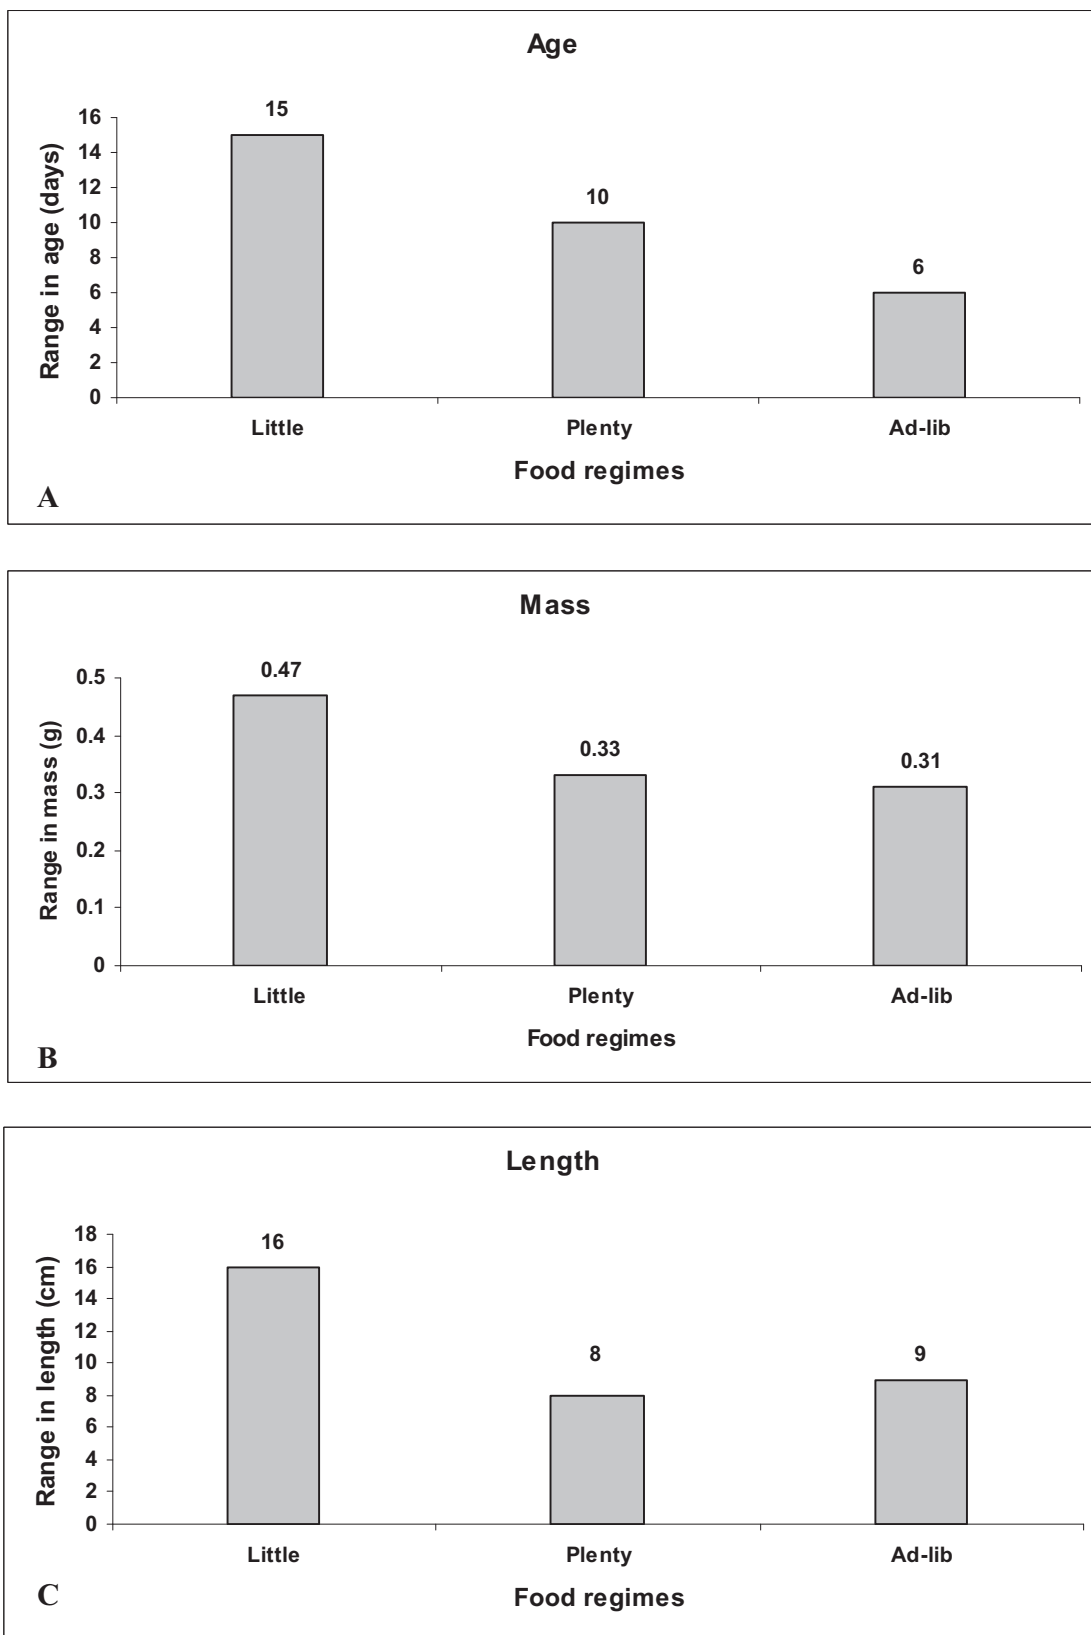 Age
15
16
14
12
10
8
6
4
2
0
10
6
Range in age (days)
Little Plenty Ad-lib
Food regimes
A
Mass
0.47
0.5
0.4
0.3
0.2
0.1
0
0.33
0.31
Range in mass (g)
Little Plenty Ad-lib
Food regimes
B
Length
16
18
16
14
12
10
8
6
4
2
0
8
9
Range in length (cm)
Little Plenty Ad-lib
Food regimes
C